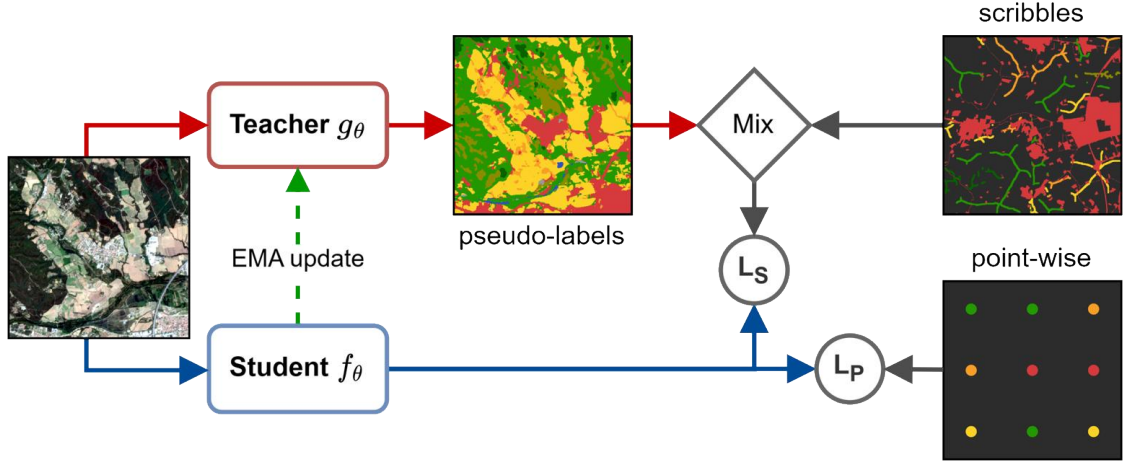 scribbles
Teacher gθ
Mix
pseudo-labels
EMA update
LS
point-wise
Student fθ
LP